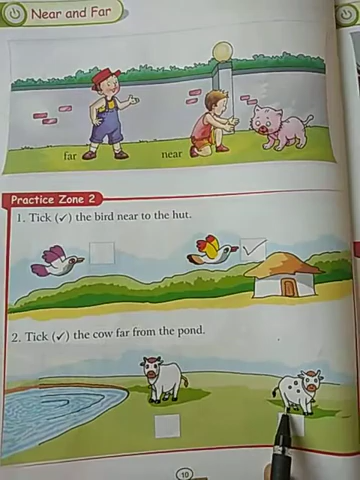 Near and Far
far
near
Practice Zone 2
1. Tick (✓) the bird near to the hut.
2. Tick (✓) the cow far from the pond.
10